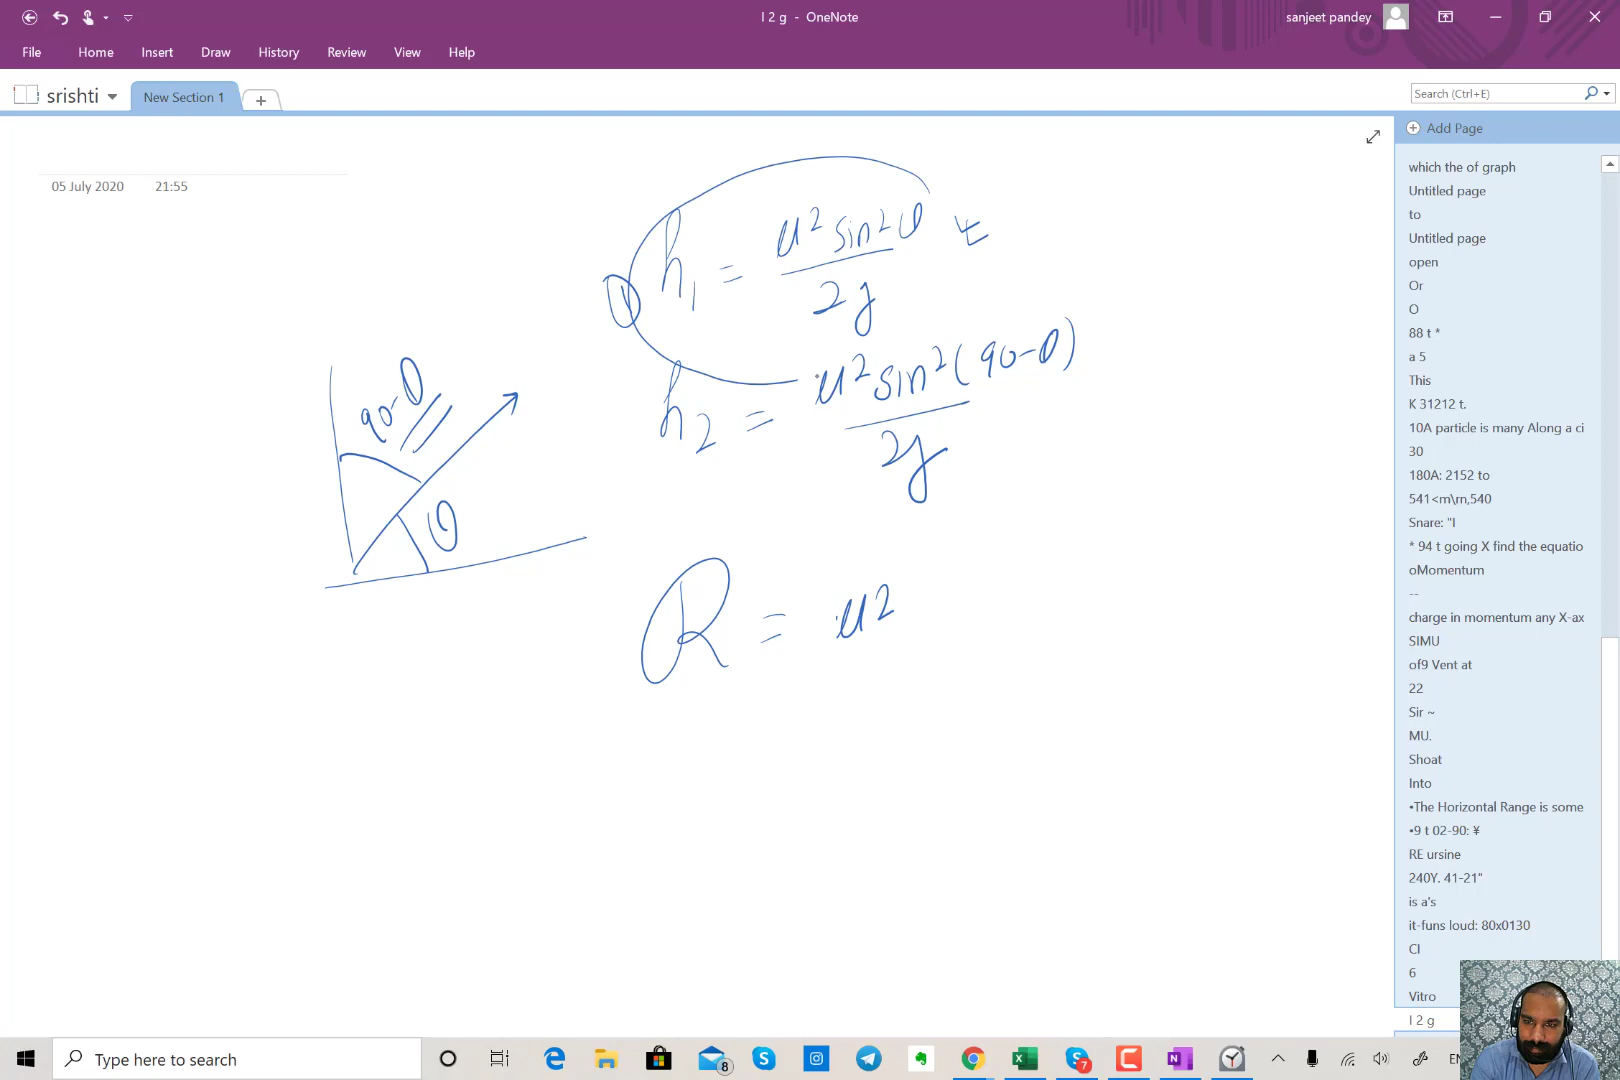 l 2 g - OneNote
sanjeet pandey
File Home Insert Draw History Review View Help
srishti
New Section 1
Search (Ctrl+E)
05 July 2020 21:55
① h₁ = u² sin²θ / 2g
h₂ = u² sin²(90-θ) / 2g
90-θ
θ
R = u²
Add Page
which the of graph
Untitled page
to
Untitled page
open
Or
O
88 t *
a 5
This
K 31212 t.
10A particle is many Along a ci
30
180A: 2152 to
541<m\rn,540
Snare: "I
* 94 t going X find the equatio
oMomentum
--
charge in momentum any X-ax
SIMU
of9 Vent at
22
Sir ~
MU.
Shoat
Into
•The Horizontal Range is some
•9 t 02-90: ¥
RE ursine
240Y. 41-21"
is a's
it-funs loud: 80x0130
CI
6
Vitro
l 2 g
Type here to search
8
7